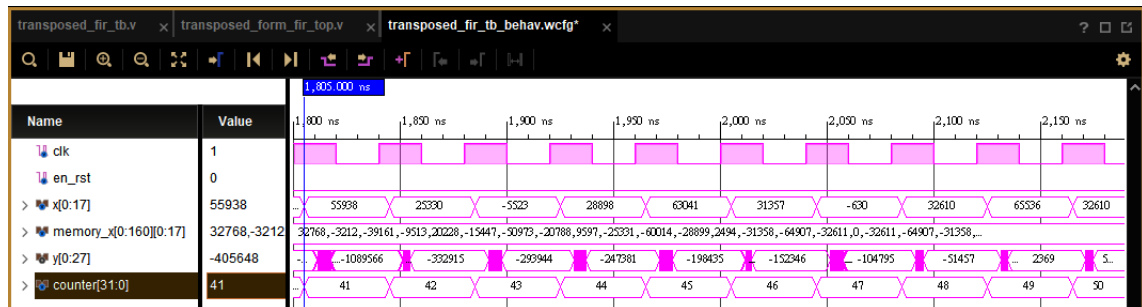 transposed_fir_tb.v × transposed_form_fir_top.v × transposed_fir_tb_behav.wcfg* × ?
1,805.000 ns
Name Value 1,800 ns 1,850 ns 1,900 ns 1,950 ns 2,000 ns 2,050 ns 2,100 ns 2,150 ns
clk 1
en_rst 0
> x[0:17] 55938 ... 55938 25330 -5523 28898 63041 31357 -630 32610 65536 32610
> memory_x[0:160][0:17] 32768,-3212 32768,-3212,-39161,-9513,20228,-15447,-50973,-20788,9597,-25331,-60014,-28899,2494,-31358,-64907,-32611,0,-32611,-64907,-31358,...
> y[0:27] -405648 -... ...-1089566 -332915 -293944 -247381 -198435 -152346 -104795 -51457 ... 2369 5...
> counter[31:0] 41 ... 41 42 43 44 45 46 47 48 49 50